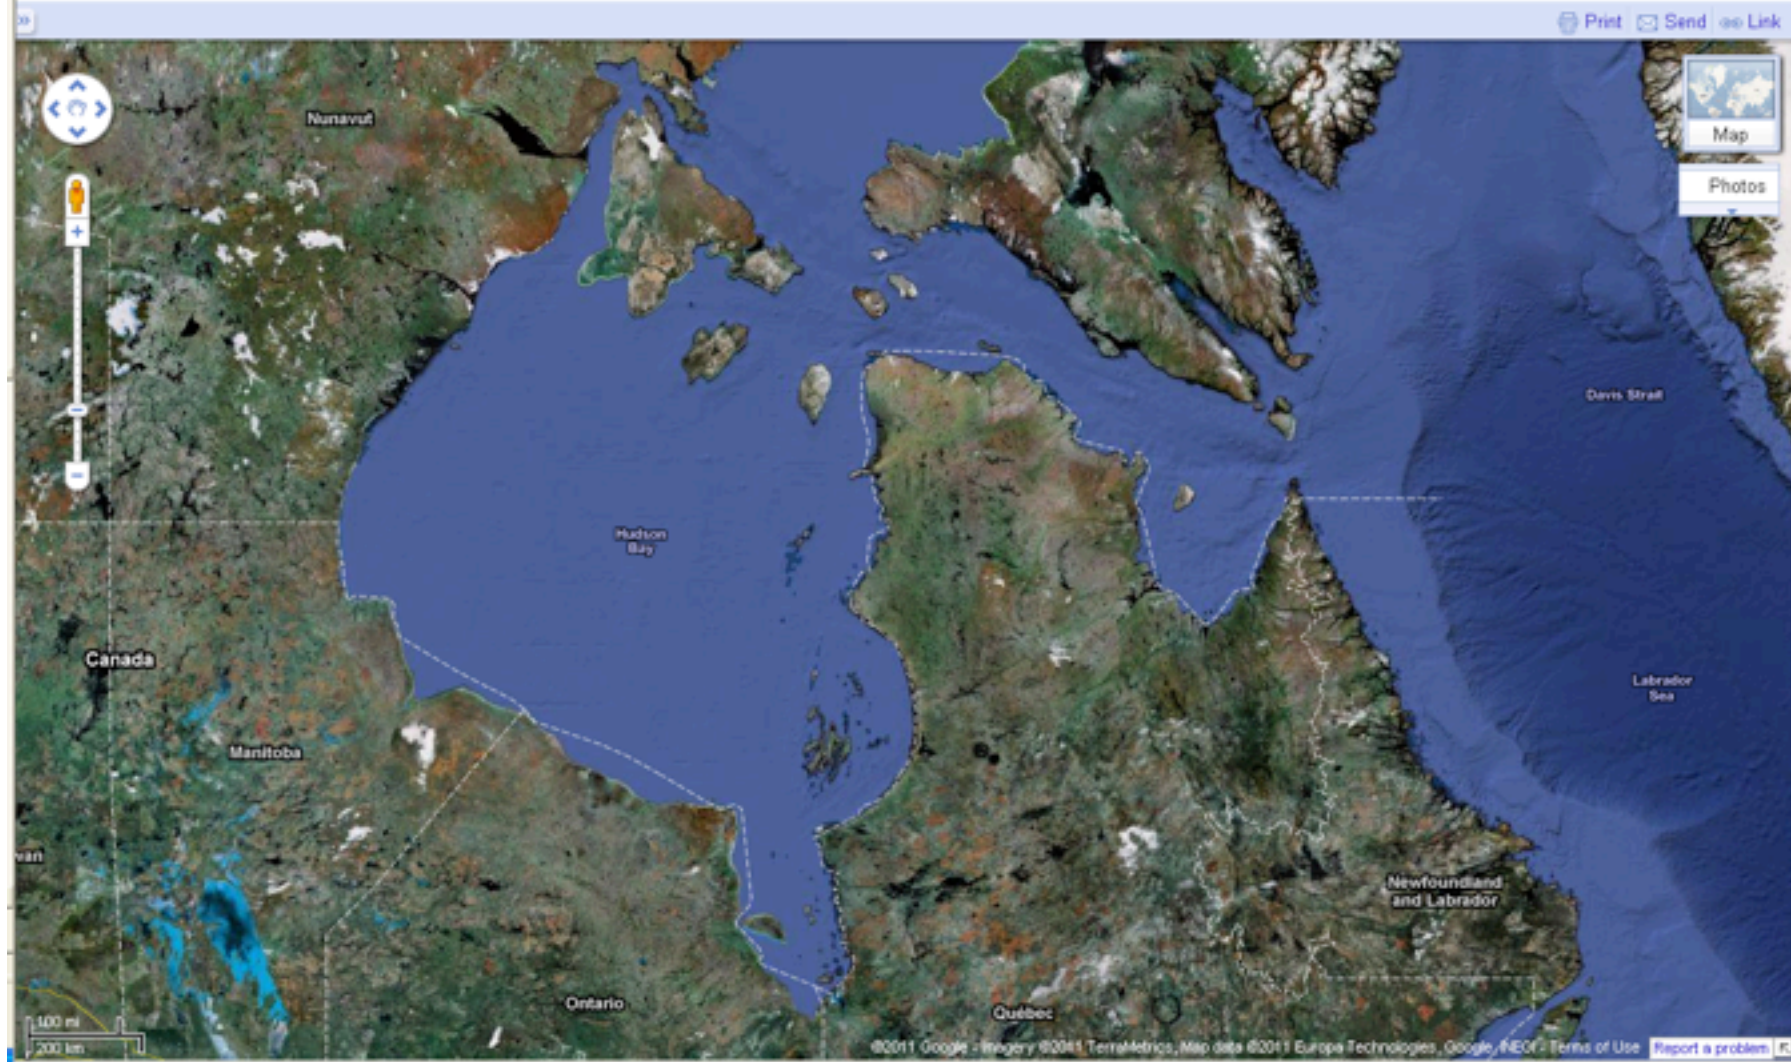 Print Send Link
Map
Photos
Nunavut
Davis Strait
Hudson
Bay
Canada
Labrador
Sea
Manitoba
wan
Newfoundland
and Labrador
Ontario
Québec
100 mi
200 km
©2011 Google - Imagery ©2011 TerraMetrics, Map data ©2011 Europa Technologies, Google, INEGI - Terms of Use
Report a problem